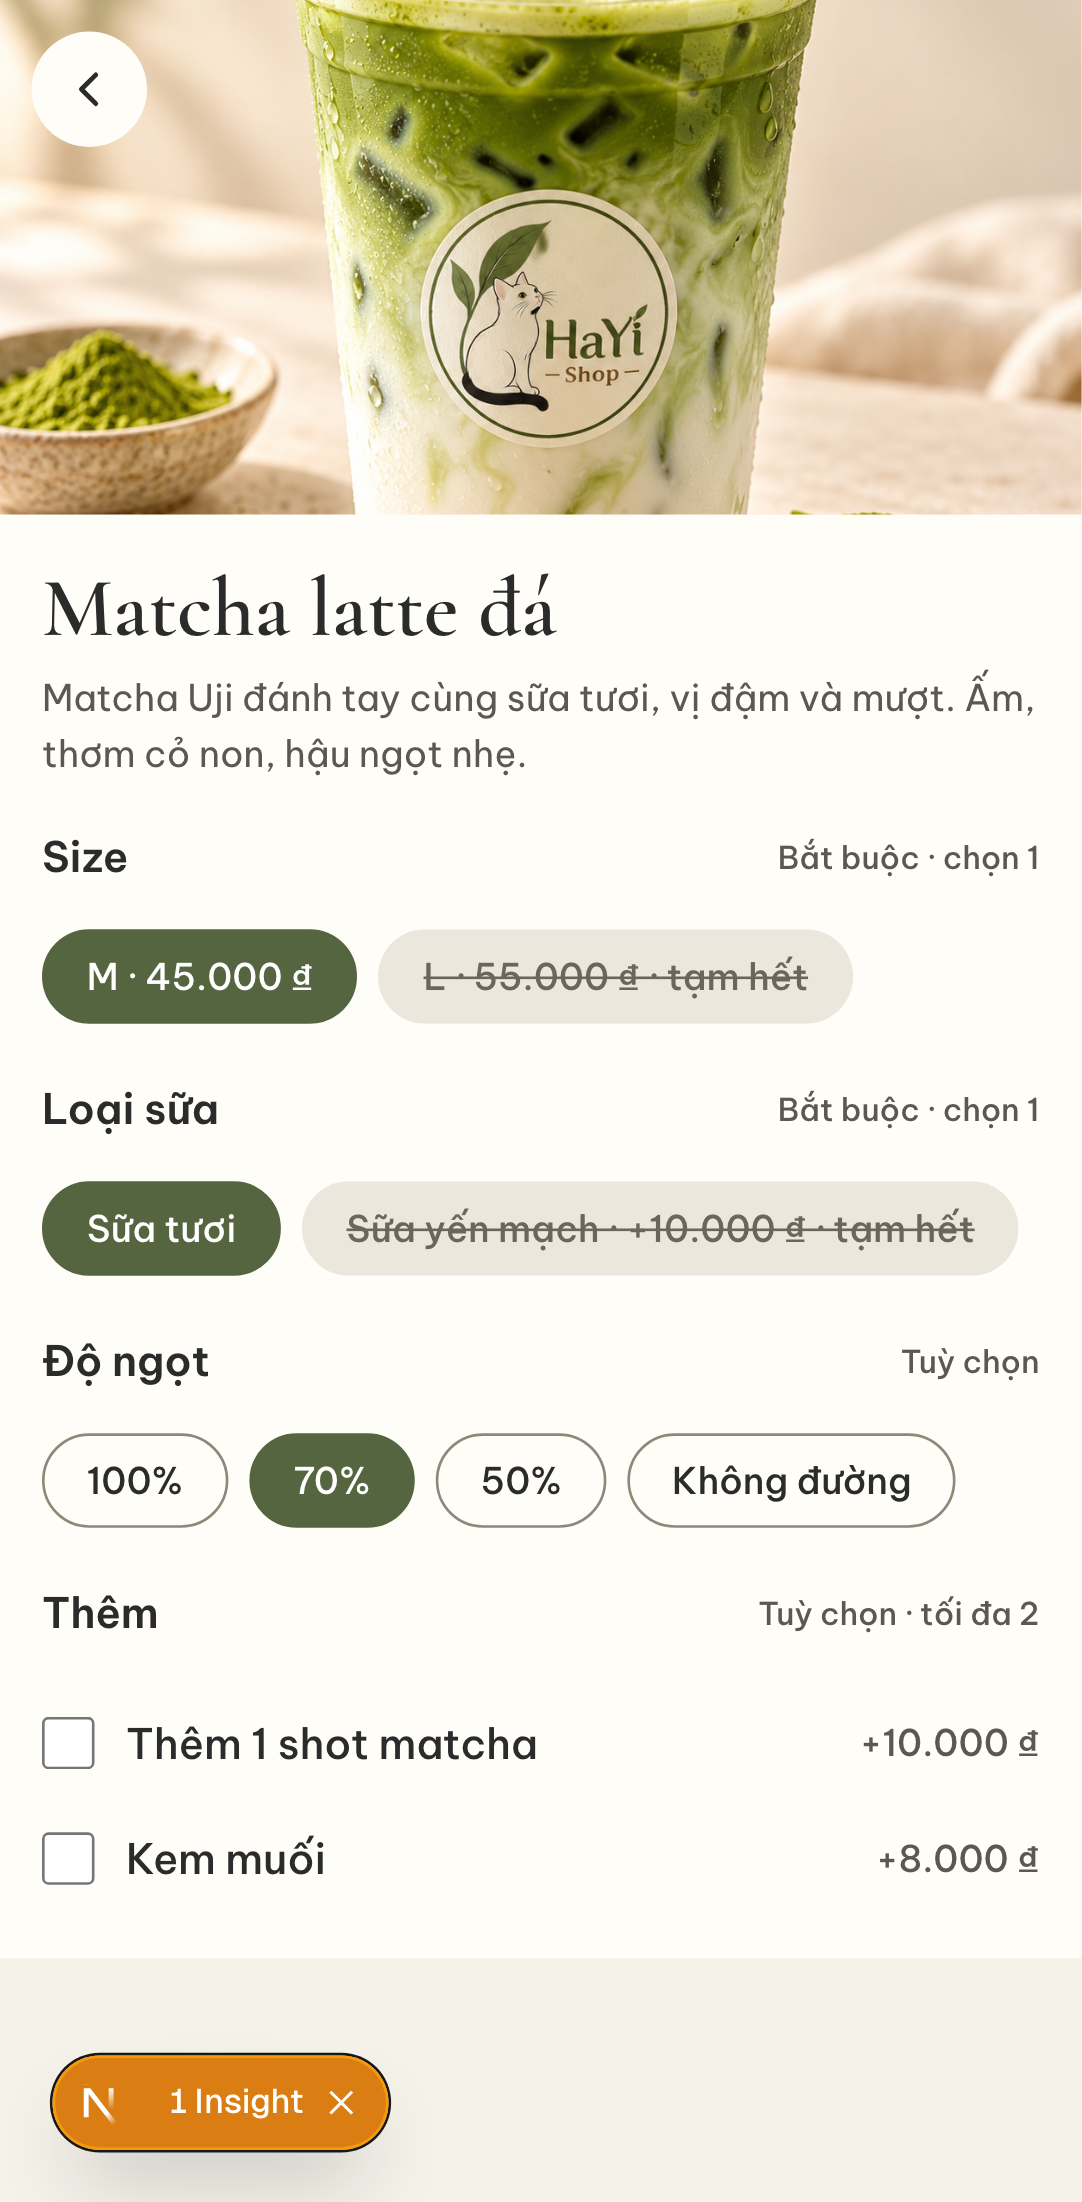 HaYi
Shop
Matcha latte đá
Matcha Uji đánh tay cùng sữa tươi, vị đậm và mượt. Ấm,
thơm cỏ non, hậu ngọt nhẹ.
Size
Bắt buộc · chọn 1
M · 45.000 ₫
L · 55.000 ₫ · tạm hết
Loại sữa
Bắt buộc · chọn 1
Sữa tươi
Sữa yến mạch · +10.000 ₫ · tạm hết
Độ ngọt
Tuỳ chọn
100%
70%
50%
Không đường
Thêm
Tuỳ chọn · tối đa 2
Thêm 1 shot matcha
+10.000 ₫
Kem muối
+8.000 ₫
N
1 Insight